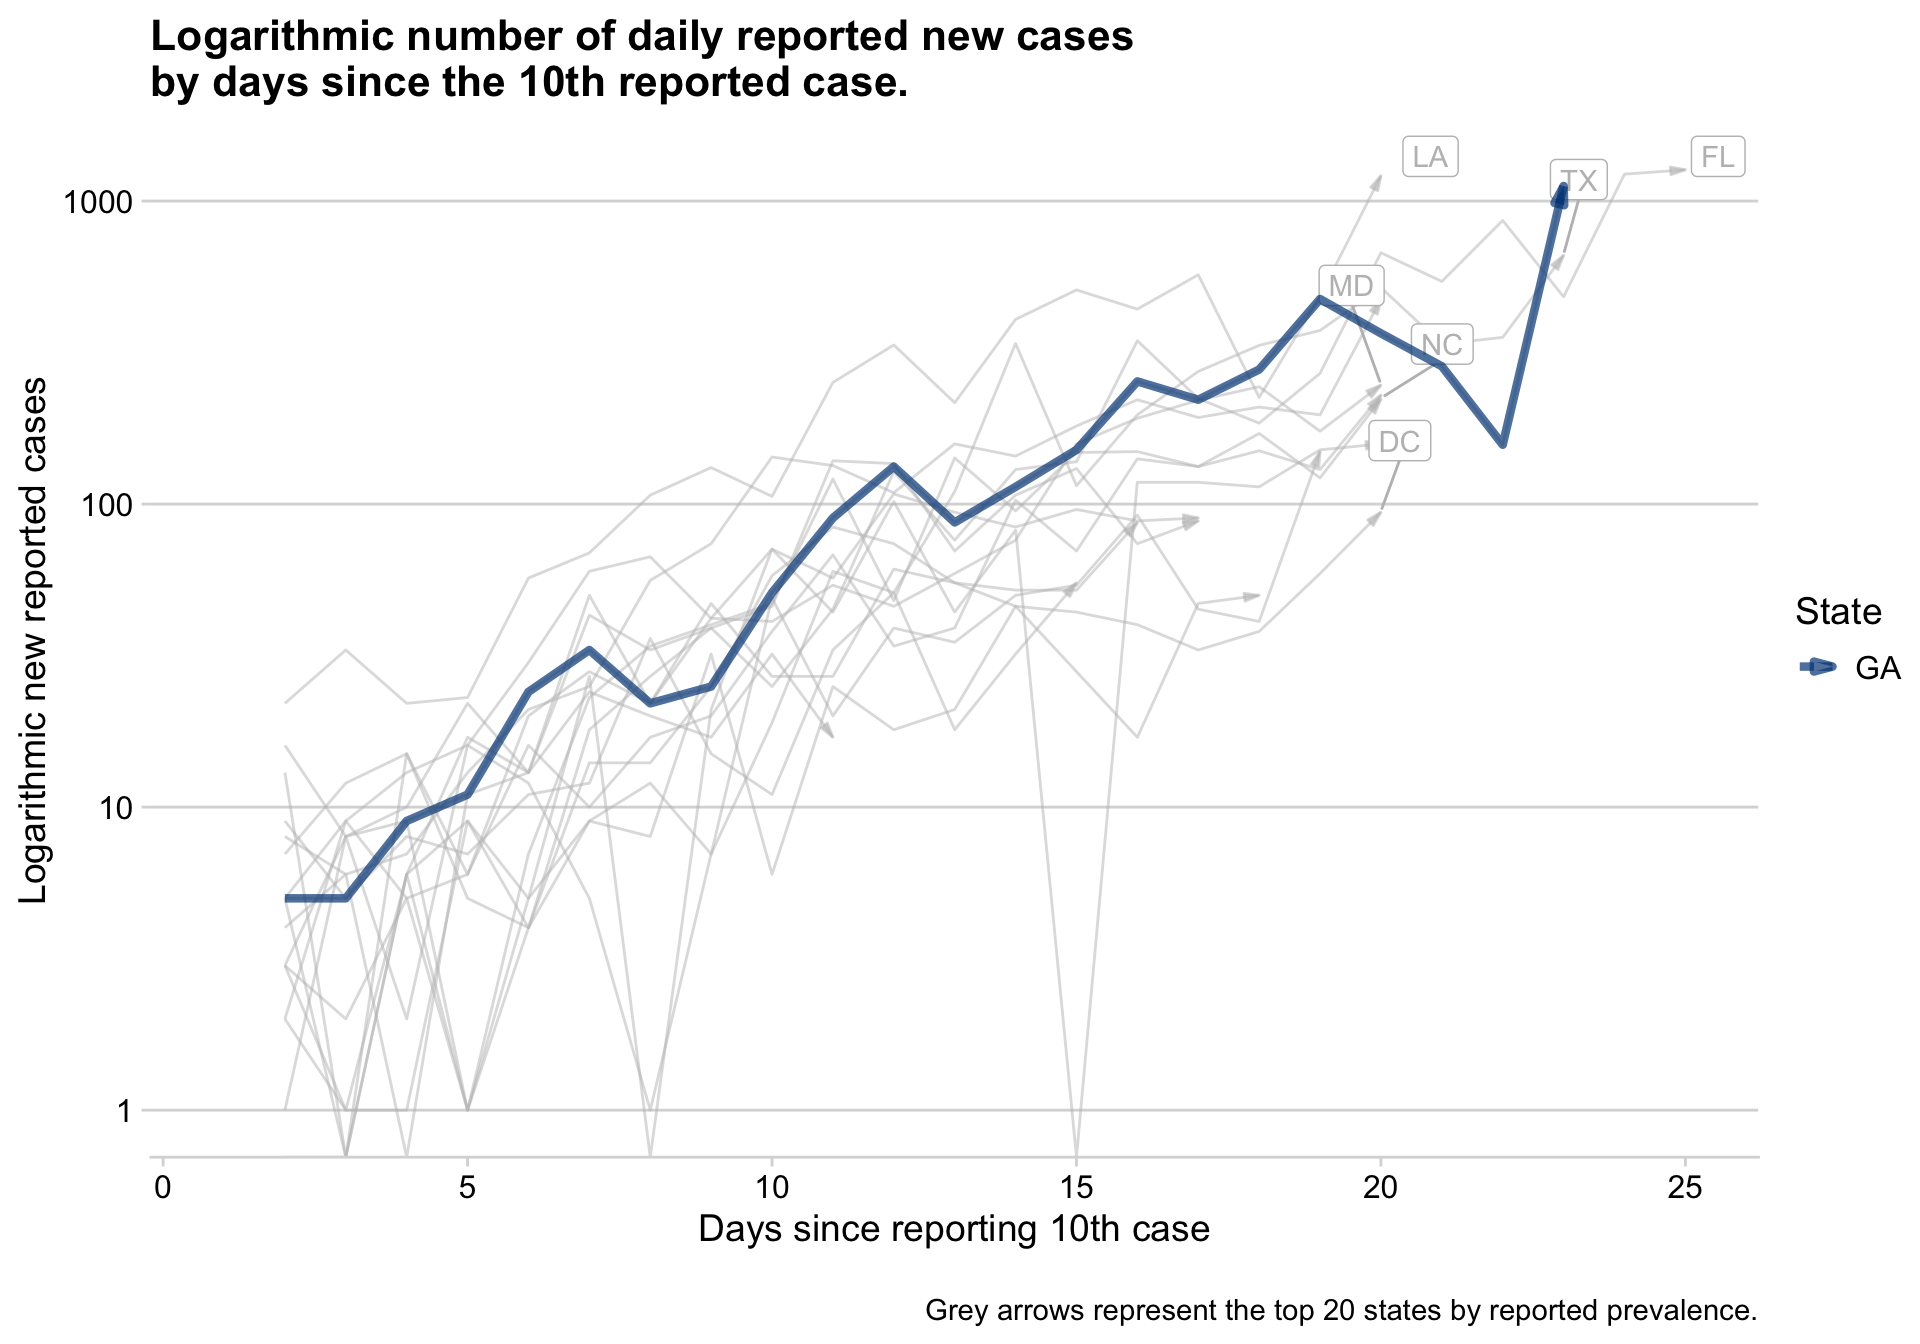 Logarithmic number of daily reported new cases
by days since the 10th reported case.
LA
FL
TX
1000
MD
NC
DC
100
10
1
Logarithmic new reported cases
State
GA
0 5 10 15 20 25
Days since reporting 10th case
Grey arrows represent the top 20 states by reported prevalence.